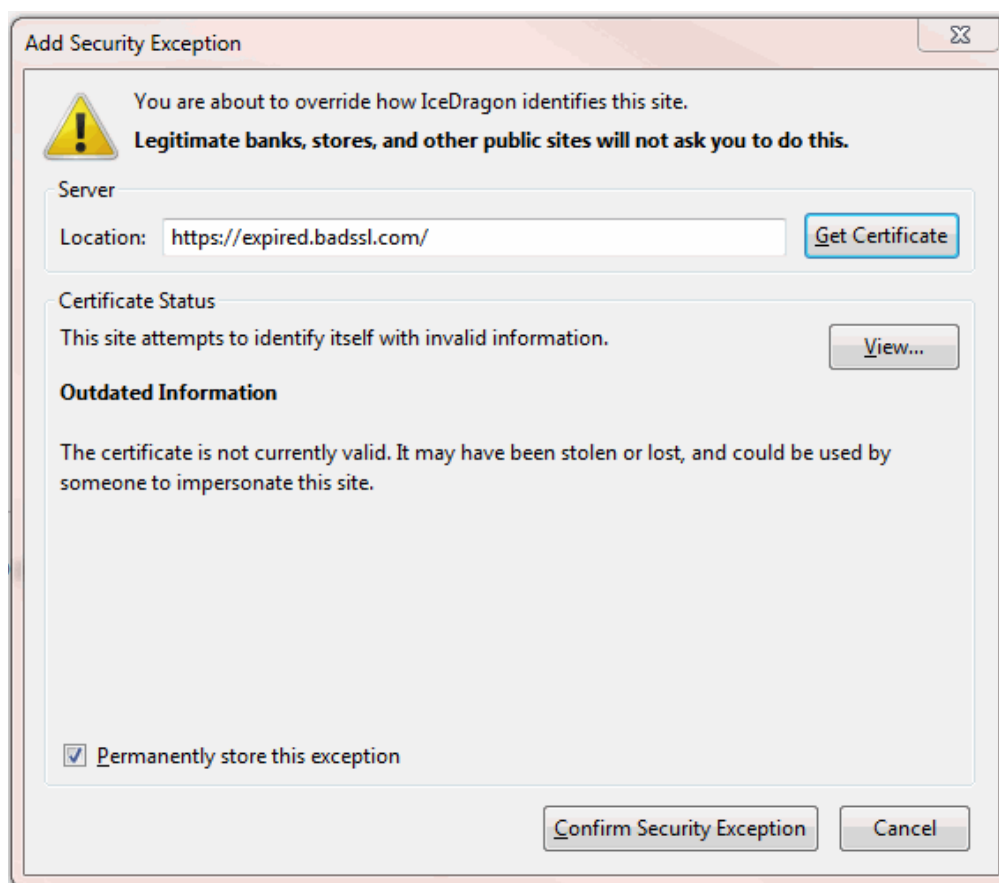 Add Security Exception
You are about to override how IceDragon identifies this site.
Legitimate banks, stores, and other public sites will not ask you to do this.
Server
Location: https://expired.badssl.com/ Get Certificate
Certificate Status
This site attempts to identify itself with invalid information.
View...
Outdated Information
The certificate is not currently valid. It may have been stolen or lost, and could be used by
someone to impersonate this site.
Permanently store this exception
Confirm Security Exception Cancel